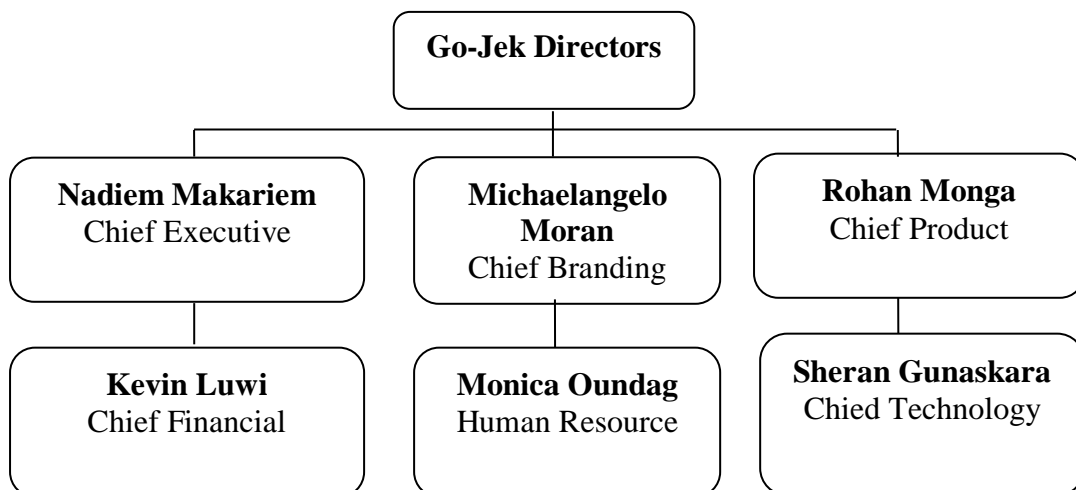 Go-Jek Directors
Nadiem Makariem
Chief Executive
Michaelangelo
Moran
Chief Branding
Rohan Monga
Chief Product
Kevin Luwi
Chief Financial
Monica Oundag
Human Resource
Sheran Gunaskara
Chied Technology